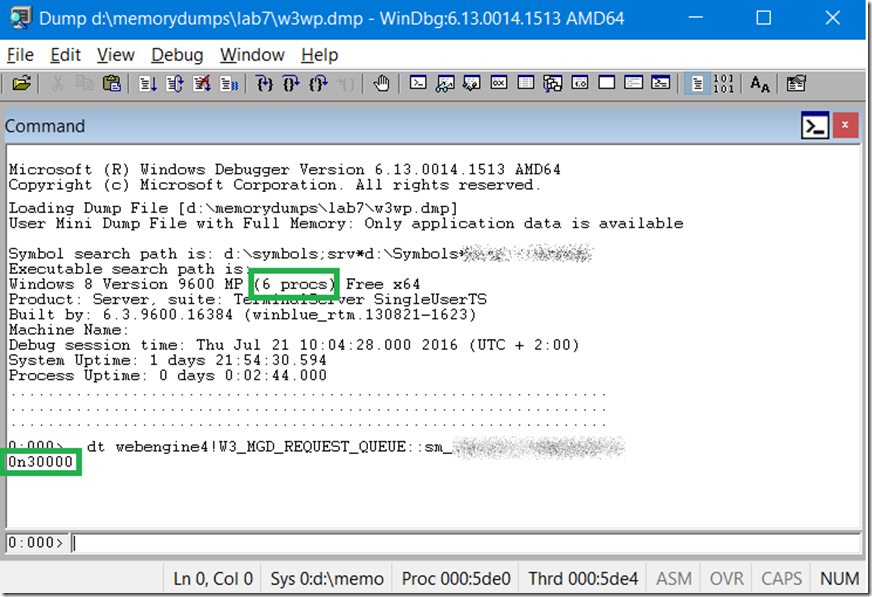 Dump d:\memorydumps\lab7\w3wp.dmp - WinDbg:6.13.0014.1513 AMD64
File Edit View Debug Window Help
Command
Microsoft (R) Windows Debugger Version 6.13.0014.1513 AMD64
Copyright (c) Microsoft Corporation. All rights reserved.
Loading Dump File [d:\memorydumps\lab7\w3wp.dmp]
User Mini Dump File with Full Memory: Only application data is available
Symbol search path is: d:\symbols;srv*d:\Symbols*
Executable search path is:
Windows 8 Version 9600 MP (6 procs) Free x64
Product: Server, suite: TerminalServer SingleUserTS
Built by: 6.3.9600.16384 (winblue_rtm.130821-1623)
Machine Name:
Debug session time: Thu Jul 21 10:04:28.000 2016 (UTC + 2:00)
System Uptime: 1 days 21:54:30.594
Process Uptime: 0 days 0:02:44.000
................................................................
................................................................
................................................................
0:000> dt webengine4!W3_MGD_REQUEST_QUEUE::sm_
0n30000
0:000>
Ln 0, Col 0 Sys 0:d:\memo Proc 000:5de0 Thrd 000:5de4 ASM OVR CAPS NUM